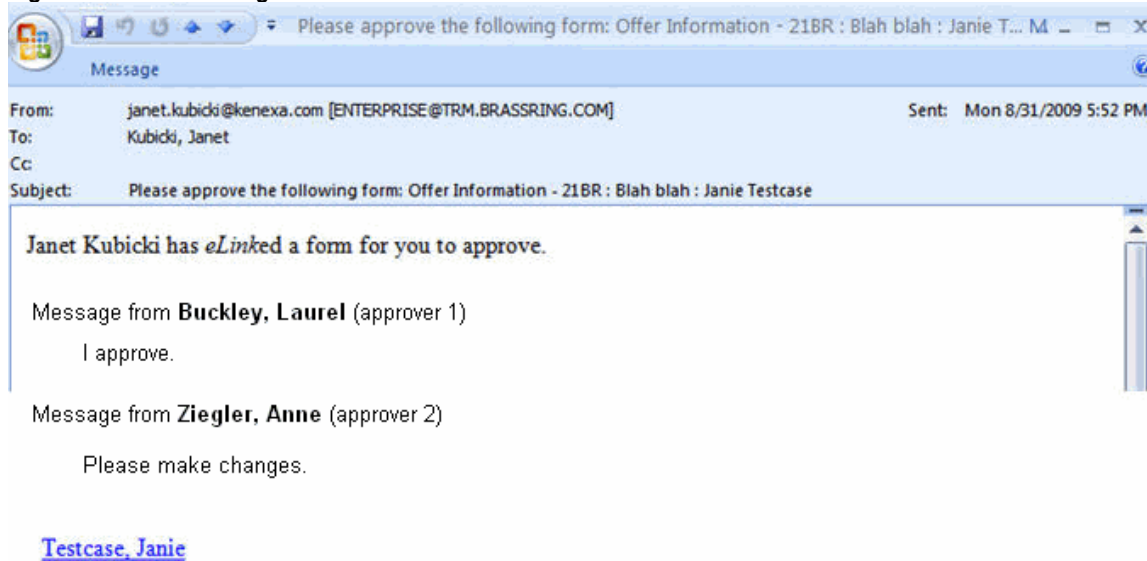 Please approve the following form: Offer Information - 21BR : Blah blah : Janie T... M
Message
From: janet.kubicki@kenexa.com [ENTERPRISE@TRM.BRASSRING.COM] Sent: Mon 8/31/2009 5:52 PM
To: Kubicki, Janet
Cc:
Subject: Please approve the following form: Offer Information - 21BR : Blah blah : Janie Testcase
Janet Kubicki has eLinked a form for you to approve.
Message from Buckley, Laurel (approver 1)
I approve.
Message from Ziegler, Anne (approver 2)
Please make changes.
Testcase, Janie